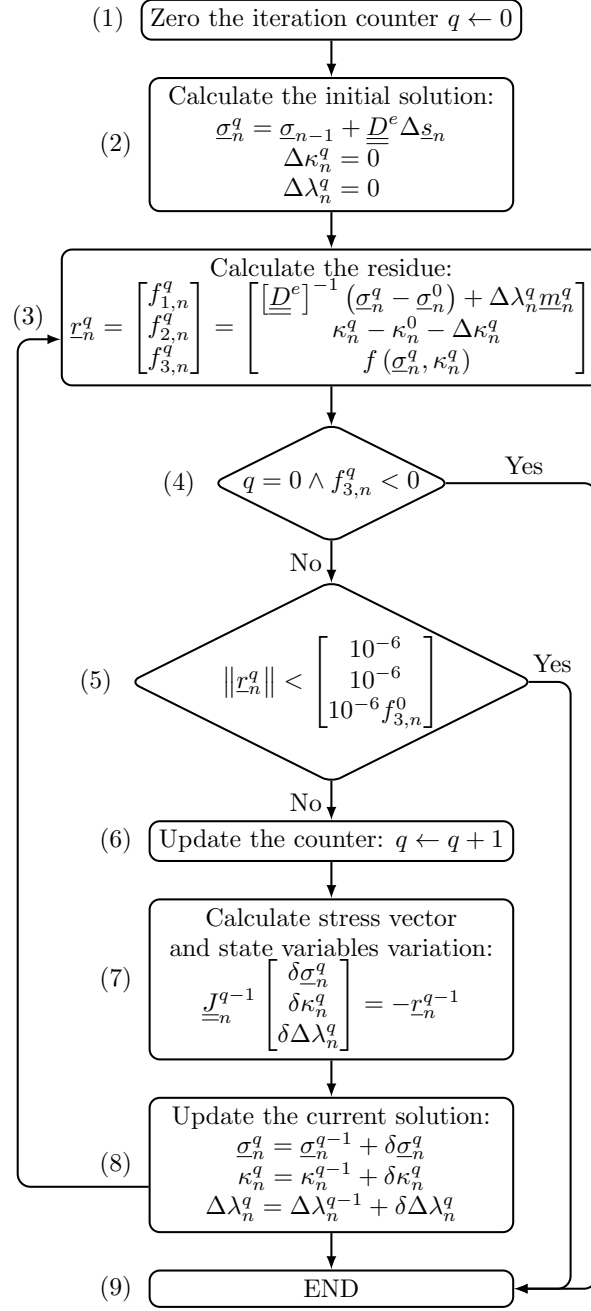 (1) Zero the iteration counter q ← 0
(2) Calculate the initial solution:
σ_n^q = σ_{n−1} + D^e Δs_n
Δκ_n^q = 0
Δλ_n^q = 0
(3) Calculate the residue:
r_n^q = [f_{1,n}^q; f_{2,n}^q; f_{3,n}^q] = [[D^e]^{−1} (σ_n^q − σ_n^0) + Δλ_n^q m_n^q; κ_n^q − κ_n^0 − Δκ_n^q; f (σ_n^q, κ_n^q)]
(4) q = 0 ∧ f_{3,n}^q < 0
Yes
No
(5) ‖r_n^q‖ < [10^{−6}; 10^{−6}; 10^{−6} f_{3,n}^0]
Yes
No
(6) Update the counter: q ← q + 1
(7) Calculate stress vector
and state variables variation:
J_n^{q−1} [δσ_n^q; δκ_n^q; δΔλ_n^q] = −r_n^{q−1}
(8) Update the current solution:
σ_n^q = σ_n^{q−1} + δσ_n^q
κ_n^q = κ_n^{q−1} + δκ_n^q
Δλ_n^q = Δλ_n^{q−1} + δΔλ_n^q
(9) END